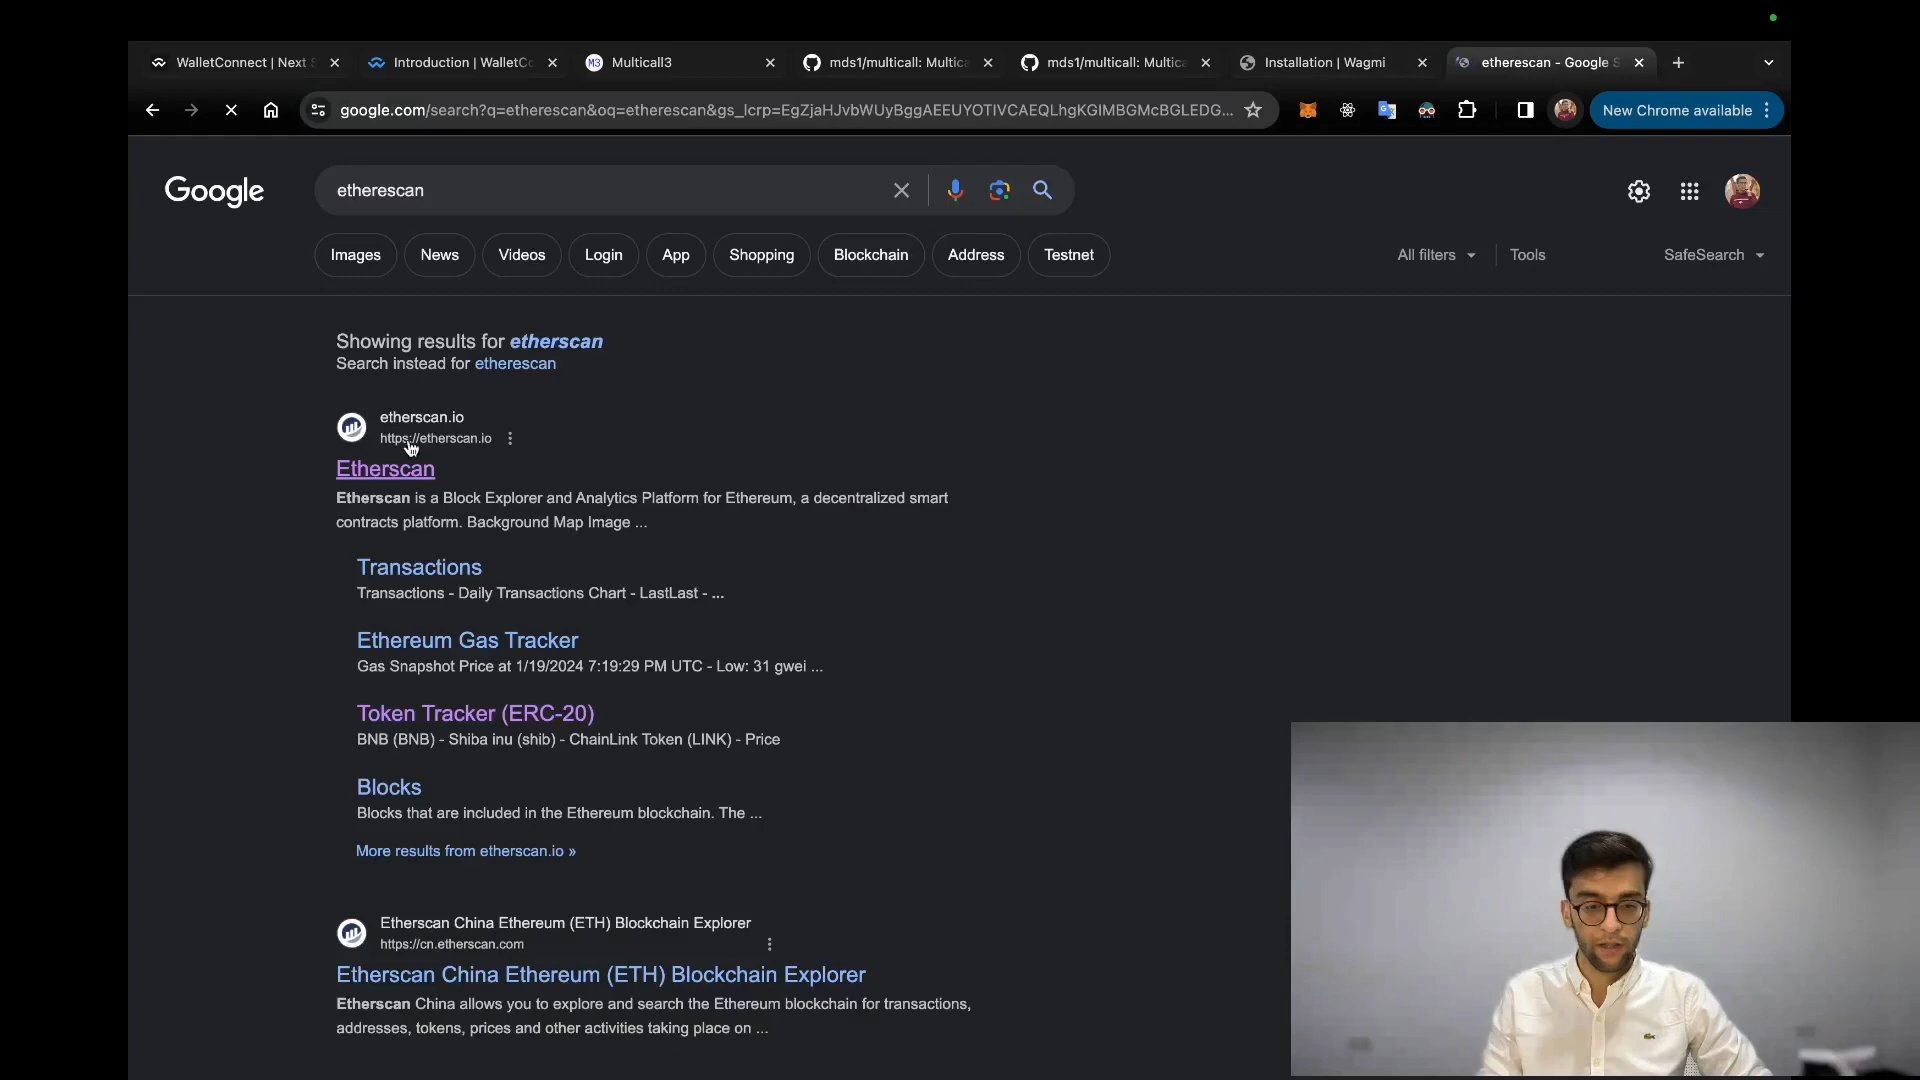 WalletConnect | Next S
Introduction | WalletCo
M3 Multicall3
mds1/multicall: Multica
mds1/multicall: Multica
Installation | Wagmi
etherescan - Google S
google.com/search?q=etherescan&oq=etherescan&gs_lcrp=EgZjaHJvbWUyBggAEEUYOTIVCAEQLhgKGIMBGMcBGLEDG...
New Chrome available
Google
etherescan
Images
News
Videos
Login
App
Shopping
Blockchain
Address
Testnet
All filters
Tools
SafeSearch
Showing results for etherscan
Search instead for etherescan
etherscan.io
https://etherscan.io
Etherscan
Etherscan is a Block Explorer and Analytics Platform for Ethereum, a decentralized smart
contracts platform. Background Map Image ...
Transactions
Transactions - Daily Transactions Chart - LastLast - ...
Ethereum Gas Tracker
Gas Snapshot Price at 1/19/2024 7:19:29 PM UTC - Low: 31 gwei ...
Token Tracker (ERC-20)
BNB (BNB) - Shiba inu (shib) - ChainLink Token (LINK) - Price
Blocks
Blocks that are included in the Ethereum blockchain. The ...
More results from etherscan.io »
Etherscan China Ethereum (ETH) Blockchain Explorer
https://cn.etherscan.com
Etherscan China Ethereum (ETH) Blockchain Explorer
Etherscan China allows you to explore and search the Ethereum blockchain for transactions,
addresses, tokens, prices and other activities taking place on ...